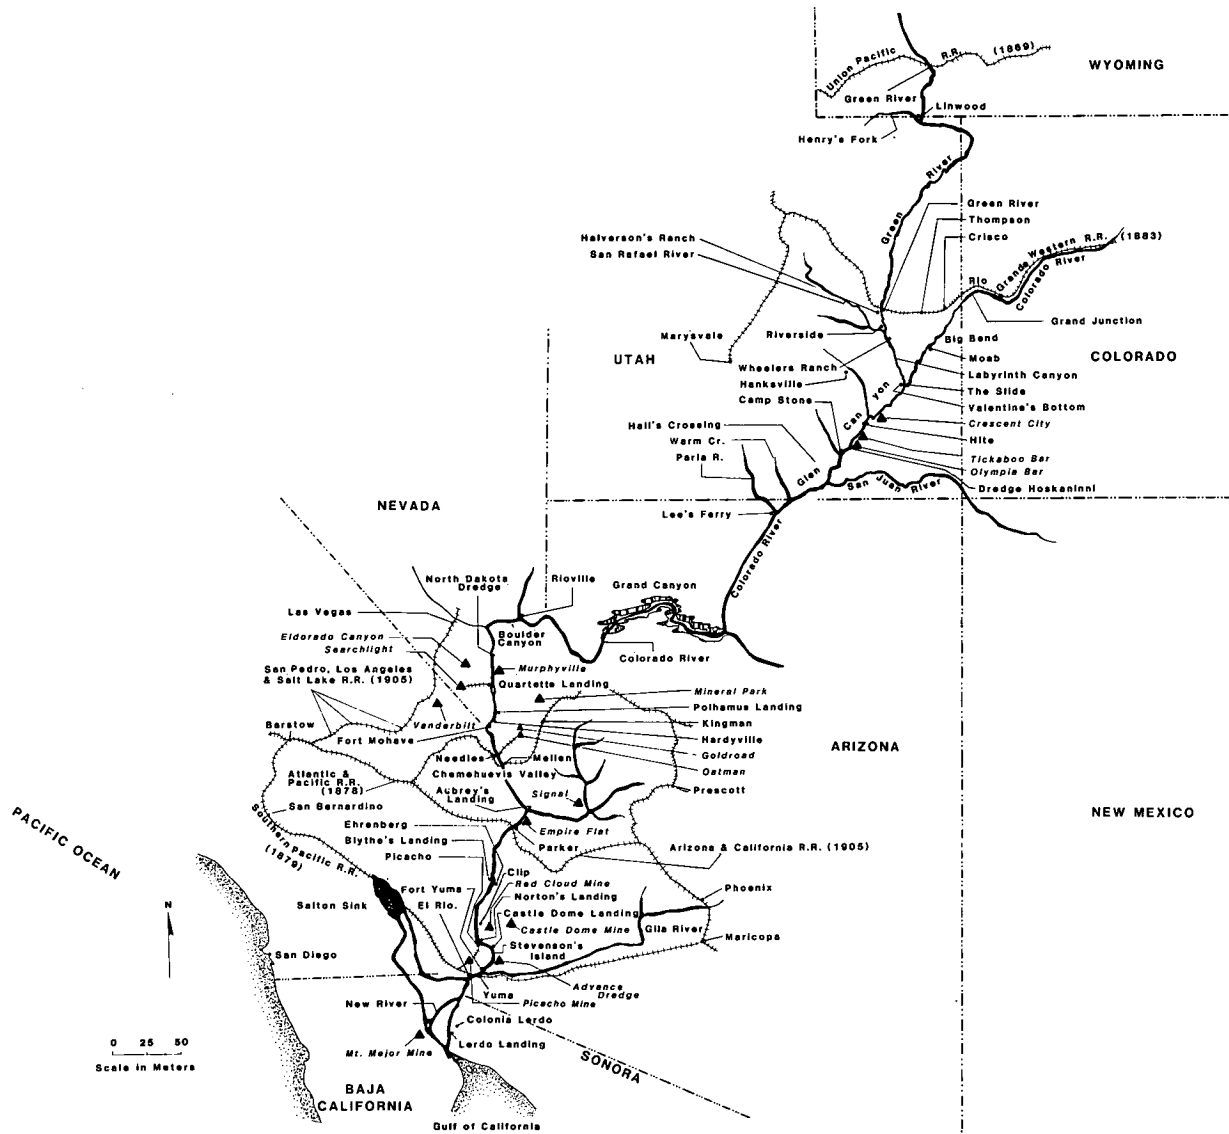 Union Pacific R.R. (1869)
WYOMING
Green River
Linwood
Henry's Fork
Green River
Green River
Thompson
Crisco
Halverson's Ranch
San Rafael River
Rio Grande Western R.R. (1883)
Colorado River
Grand Junction
Riverside
Marysvale
UTAH
Big Bend
Moab
COLORADO
Wheelers Ranch
Labyrinth Canyon
Hanksville
The Slide
Camp Stone
Valentine's Bottom
Crescent City
Hall's Crossing
Hite
Warm Cr.
Tickaboo Bar
Paria R.
Olympia Bar
Glen Canyon
San Juan River
Dredge Hoskaninni
NEVADA
Lee's Ferry
Colorado River
North Dakota
Dredge
Rioville
Grand Canyon
Las Vegas
Boulder
Canyon
Eldorado Canyon
Searchlight
Colorado River
San Pedro, Los Angeles
& Salt Lake R.R. (1905)
Murphyville
Quartette Landing
Mineral Park
Polhamus Landing
Barstow
Vanderbilt
Kingman
Fort Mohave
Hardyville
ARIZONA
Goldroad
Needles
Mellen
Oatman
Atlantic &
Pacific R.R.
(1878)
Chemehuevis Valley
Aubrey's
Landing
Signal
Prescott
San Bernardino
NEW MEXICO
PACIFIC OCEAN
Southern Pacific R.R.
(1879)
Ehrenberg
Empire Flat
Blythe's Landing
Parker
Arizona & California R.R. (1905)
Picacho
Clip
Fort Yuma
Red Cloud Mine
Phoenix
Salton Sink
El Rio.
Norton's Landing
Castle Dome Landing
N
Castle Dome Mine
Gila River
Maricopa
San Diego
Stevenson's
Island
Advance
Dredge
Yuma
Picacho Mine
New River
Colonia Lerdo
0 25 50
Scale in Meters
Lerdo Landing
Mt. Mejor Mine
SONORA
BAJA
CALIFORNIA
Gulf of California